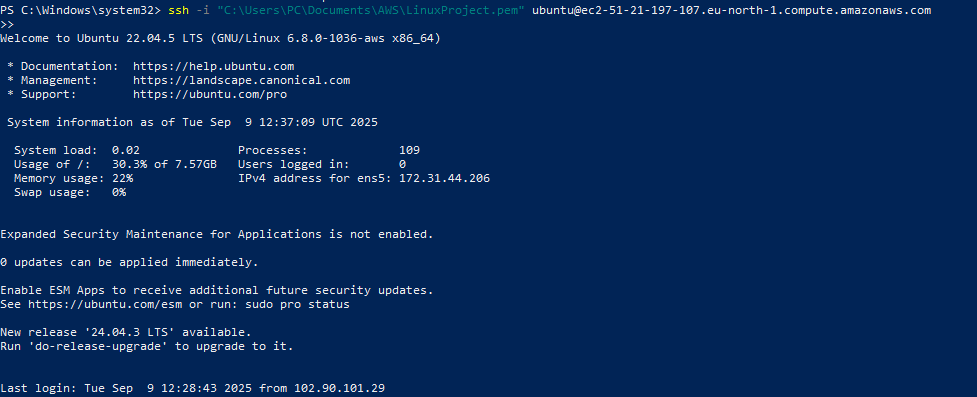 PS C:\Windows\system32> ssh -i "C:\Users\PC\Documents\AWS\LinuxProject.pem" ubuntu@ec2-51-21-197-107.eu-north-1.compute.amazonaws.com
>>
Welcome to Ubuntu 22.04.5 LTS (GNU/Linux 6.8.0-1036-aws x86_64)
* Documentation:  https://help.ubuntu.com
* Management:     https://landscape.canonical.com
* Support:        https://ubuntu.com/pro
System information as of Tue Sep  9 12:37:09 UTC 2025
System load:  0.02              Processes:             109
Usage of /:   30.3% of 7.57GB   Users logged in:       0
Memory usage: 22%               IPv4 address for ens5: 172.31.44.206
Swap usage:   0%
Expanded Security Maintenance for Applications is not enabled.
0 updates can be applied immediately.
Enable ESM Apps to receive additional future security updates.
See https://ubuntu.com/esm or run: sudo pro status
New release '24.04.3 LTS' available.
Run 'do-release-upgrade' to upgrade to it.
Last login: Tue Sep  9 12:28:43 2025 from 102.90.101.29